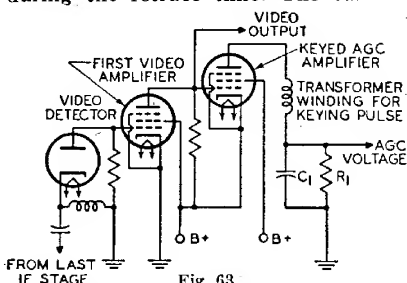 during the retrace time. The
VIDEO
OUTPUT
KEYED AGC
AMPLIFIER
FIRST VIDEO
AMPLIFIER
TRANSFORMER
WINDING FOR
KEYING PULSE
VIDEO
DETECTOR
AGC
VOLTAGE
C1
R1
B+
B+
FROM LAST
IF STAGE
Fig. 63